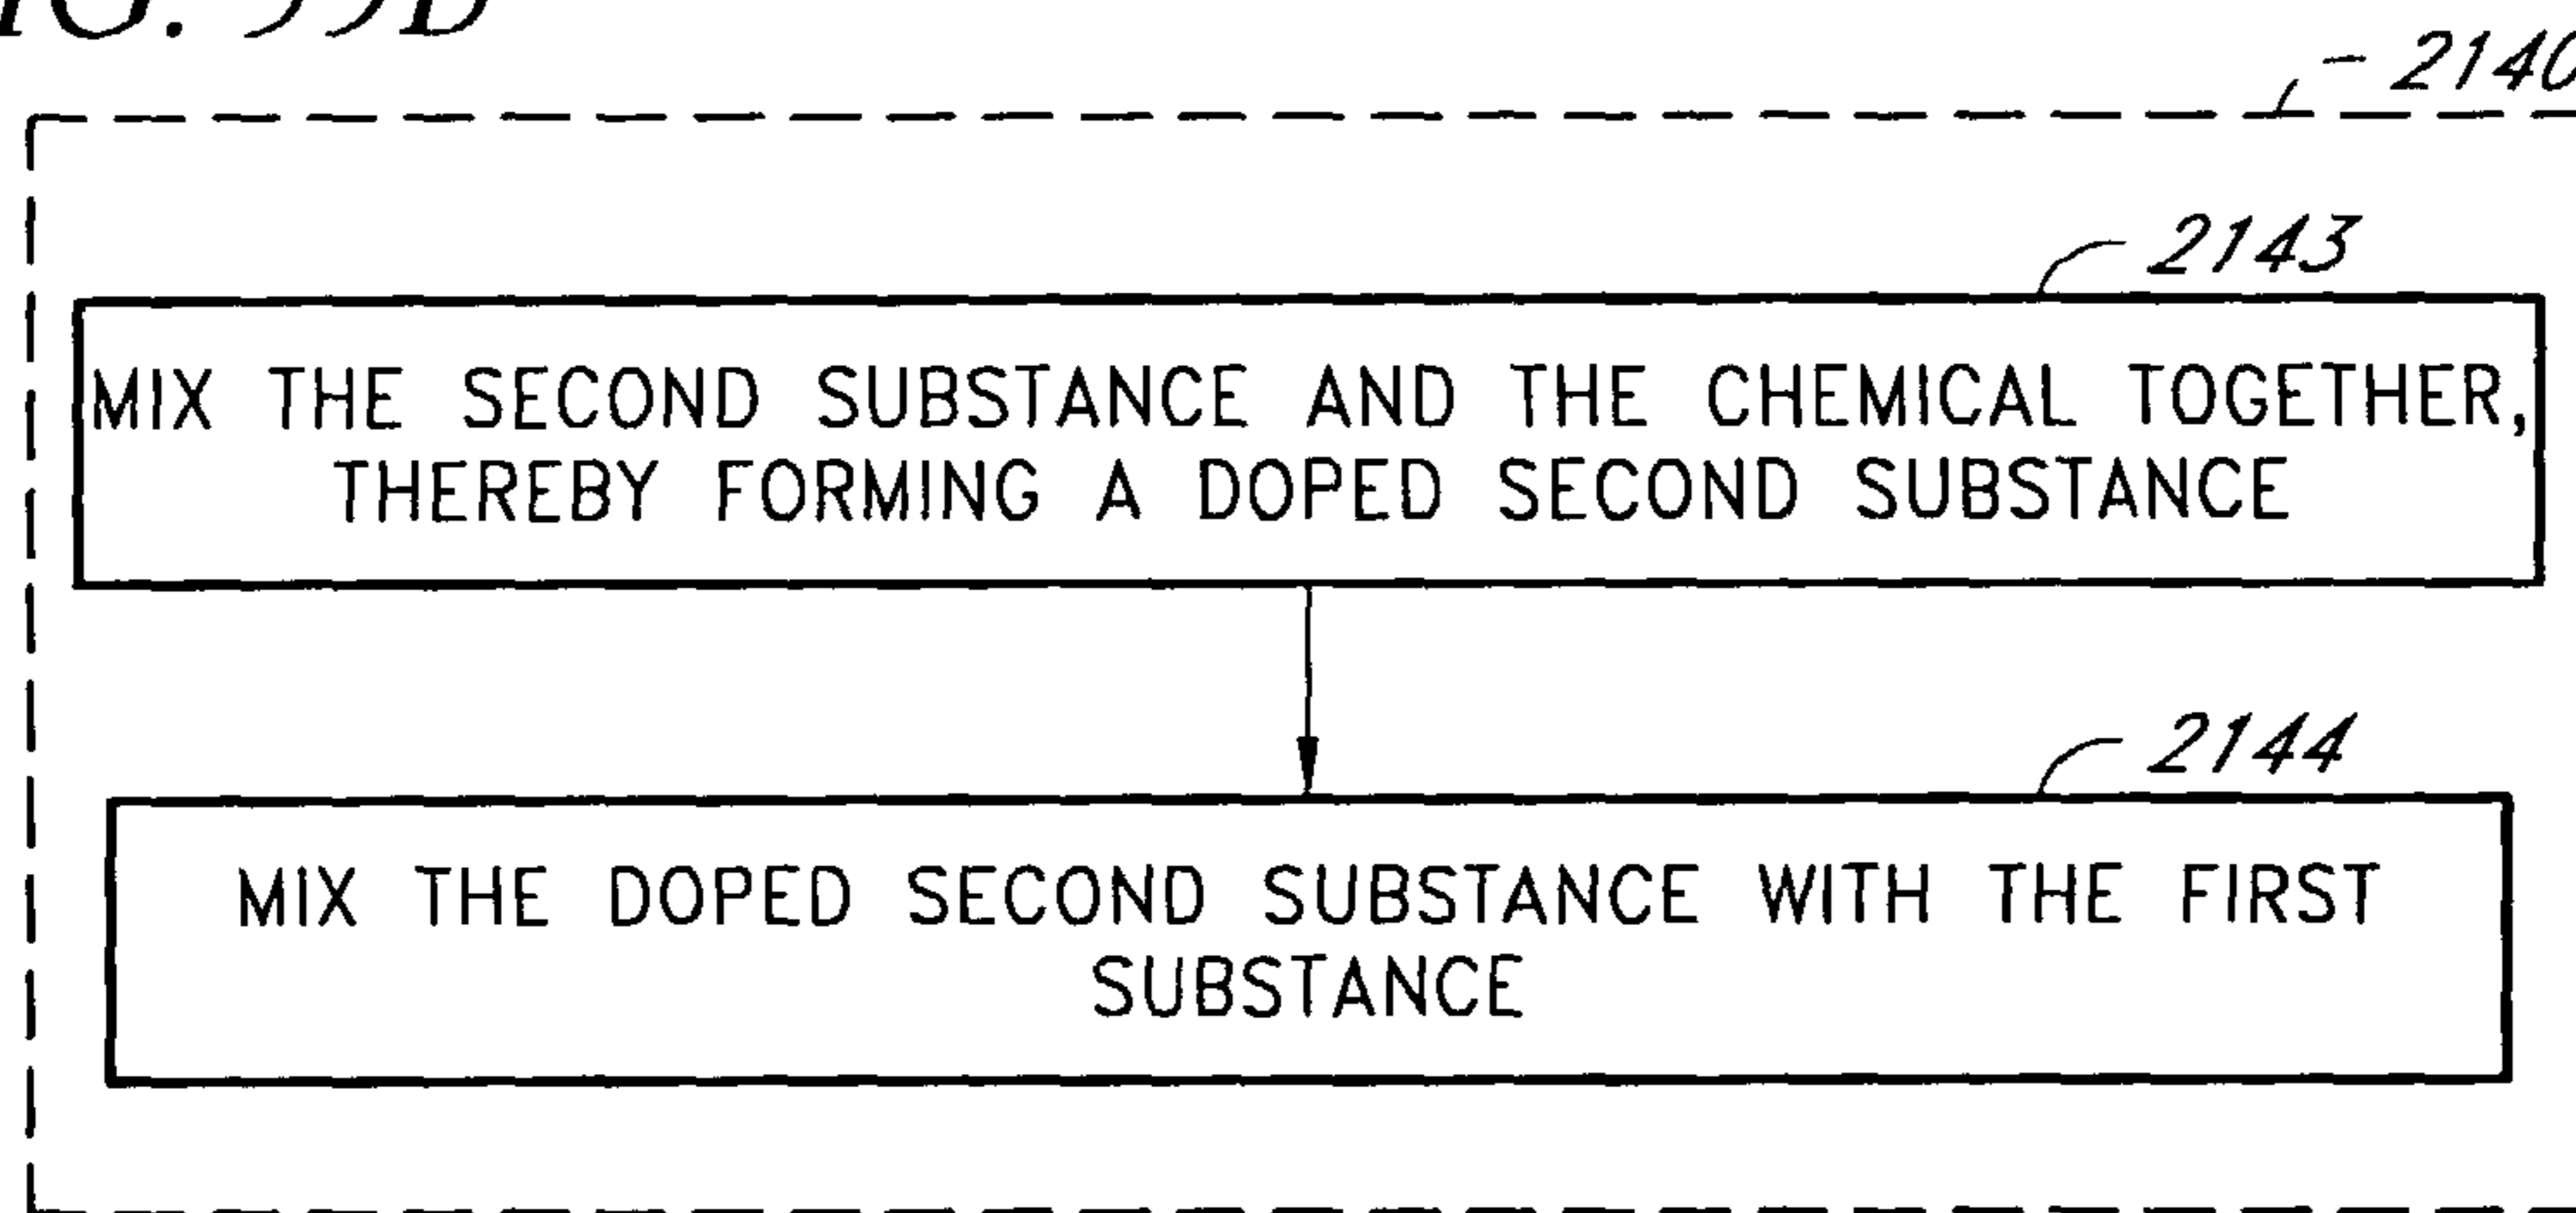 2140
2143
MIX THE SECOND SUBSTANCE AND THE CHEMICAL TOGETHER,
THEREBY FORMING A DOPED SECOND SUBSTANCE
2144
MIX THE DOPED SECOND SUBSTANCE WITH THE FIRST
SUBSTANCE